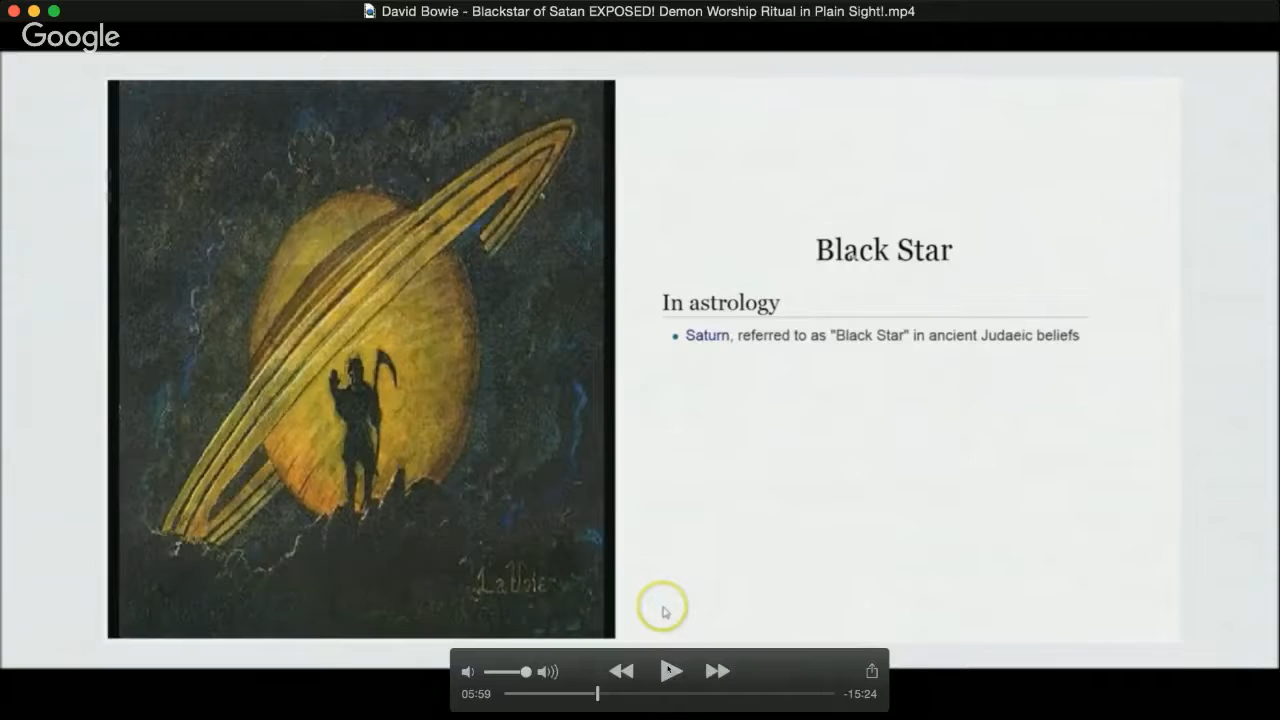 David Bowie - Blackstar of Satan EXPOSED! Demon Worship Ritual in Plain Sight!.mp4
Google
Black Star
In astrology
Saturn, referred to as "Black Star" in ancient Judaeic beliefs
05:59
-15:24